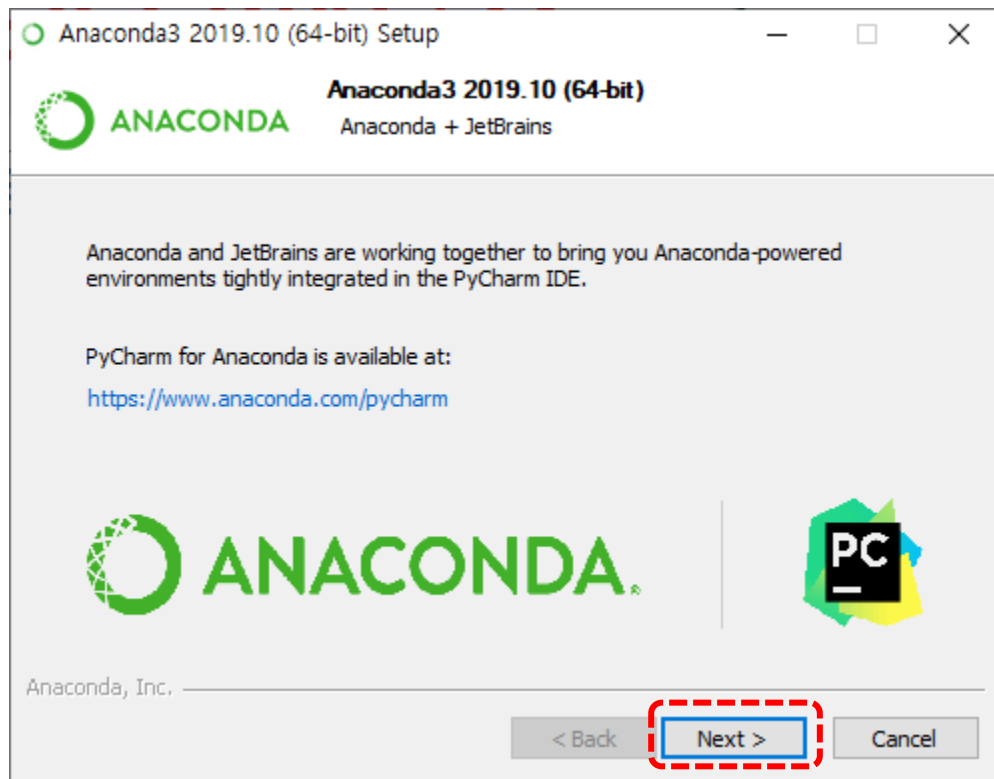 Anaconda3 2019.10 (64-bit) Setup
ANACONDA
Anaconda3 2019.10 (64-bit)
Anaconda + JetBrains
Anaconda and JetBrains are working together to bring you Anaconda-powered
environments tightly integrated in the PyCharm IDE.
PyCharm for Anaconda is available at:
https://www.anaconda.com/pycharm
ANACONDA®
PC
Anaconda, Inc.
< Back Next > Cancel